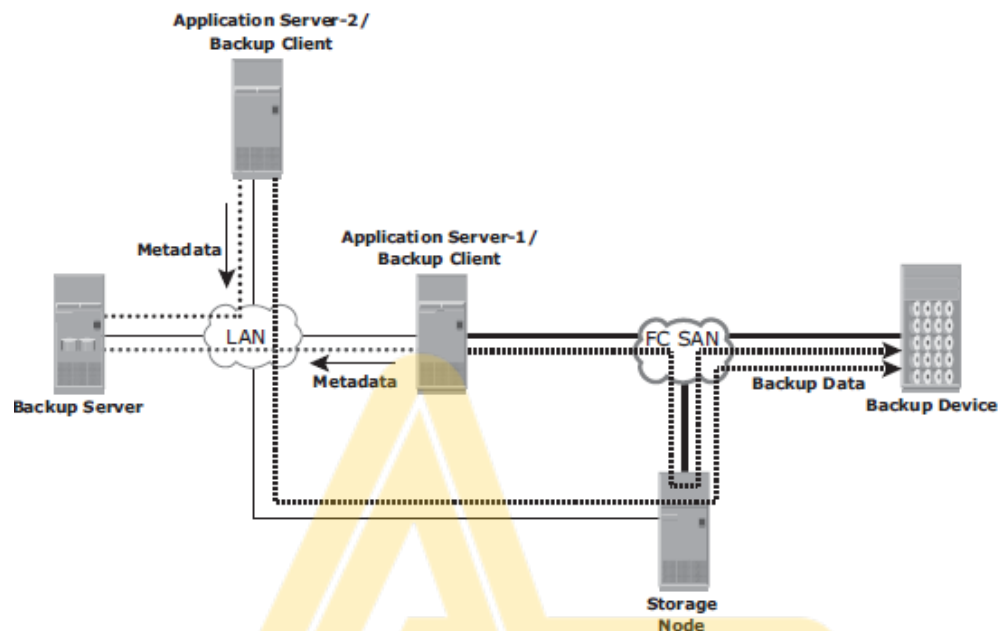 Application Server-2/
Backup Client
Metadata
Application Server-1/
Backup Client
LAN
FC SAN
Metadata
Backup Data
Backup Server
Backup Device
Storage
Node